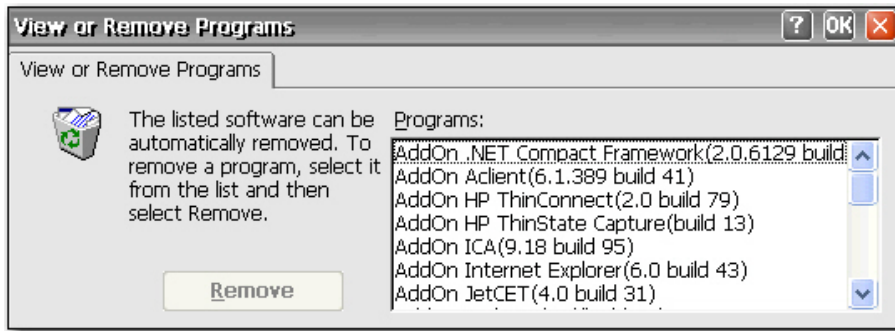 View or Remove Programs
? OK
View or Remove Programs
The listed software can be
automatically removed. To
remove a program, select it
from the list and then
select Remove.
Remove
Programs:
AddOn .NET Compact Framework(2.0.6129 build
AddOn Aclient(6.1.389 build 41)
AddOn HP ThinConnect(2.0 build 79)
AddOn HP ThinState Capture(build 13)
AddOn ICA(9.18 build 95)
AddOn Internet Explorer(6.0 build 43)
AddOn JetCET(4.0 build 31)